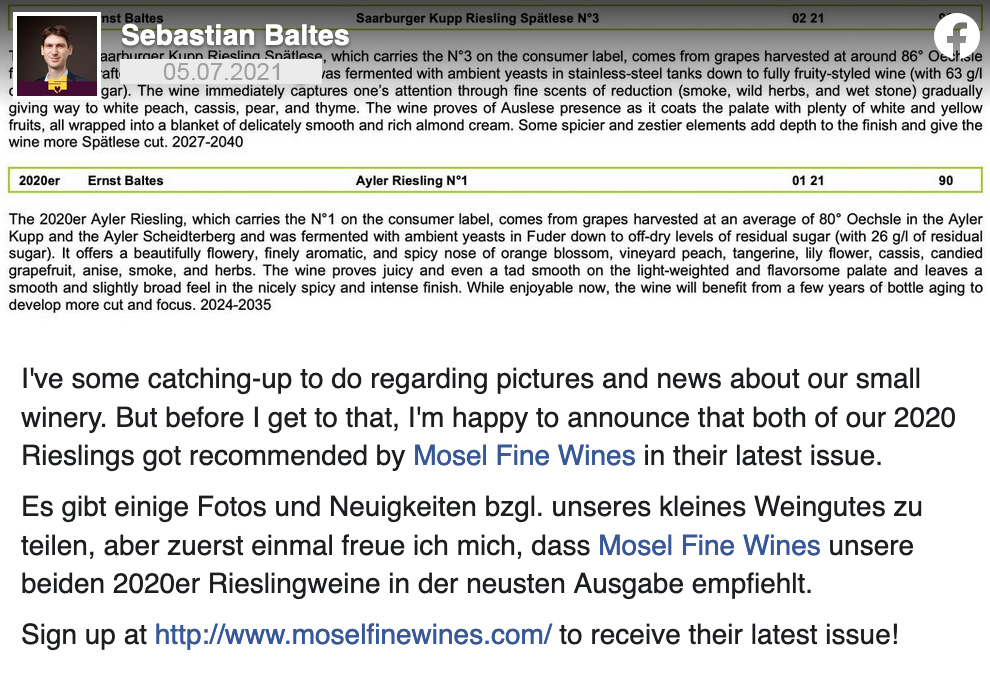 nst Baltes Saarburger Kupp Riesling Spätlese N°3 02 21
Sebastian Baltes
05.07.2021
aarburger Kupp Riesling Spätlese, which carries the N°3 on the consumer label, comes from grapes harvested at around 86° Oechsle
was fermented with ambient yeasts in stainless-steel tanks down to fully fruity-styled wine (with 63 g/l
gar). The wine immediately captures one's attention through fine scents of reduction (smoke, wild herbs, and wet stone) gradually
giving way to white peach, cassis, pear, and thyme. The wine proves of Auslese presence as it coats the palate with plenty of white and yellow
fruits, all wrapped into a blanket of delicately smooth and rich almond cream. Some spicier and zestier elements add depth to the finish and give the
wine more Spätlese cut. 2027-2040
2020er Ernst Baltes Ayler Riesling N°1 01 21 90
The 2020er Ayler Riesling, which carries the N°1 on the consumer label, comes from grapes harvested at an average of 80° Oechsle in the Ayler
Kupp and the Ayler Scheidterberg and was fermented with ambient yeasts in Fuder down to off-dry levels of residual sugar (with 26 g/l of residual
sugar). It offers a beautifully flowery, finely aromatic, and spicy nose of orange blossom, vineyard peach, tangerine, lily flower, cassis, candied
grapefruit, anise, smoke, and herbs. The wine proves juicy and even a tad smooth on the light-weighted and flavorsome palate and leaves a
smooth and slightly broad feel in the nicely spicy and intense finish. While enjoyable now, the wine will benefit from a few years of bottle aging to
develop more cut and focus. 2024-2035
I've some catching-up to do regarding pictures and news about our small
winery. But before I get to that, I'm happy to announce that both of our 2020
Rieslings got recommended by Mosel Fine Wines in their latest issue.
Es gibt einige Fotos und Neuigkeiten bzgl. unseres kleines Weingutes zu
teilen, aber zuerst einmal freue ich mich, dass Mosel Fine Wines unsere
beiden 2020er Rieslingweine in der neusten Ausgabe empfiehlt.
Sign up at http://www.moselfinewines.com/ to receive their latest issue!